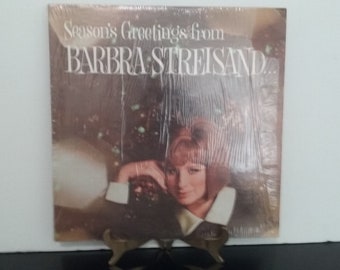 Season's Greetings from
BARBRA STREISAND...